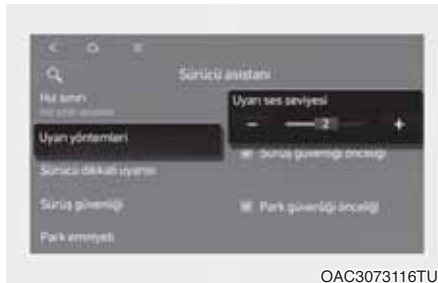 Sürücü asistanı
Hız sınırı
Uyarı ses seviyesi
2
Uyarı yöntemleri
Sürüş güvenliği önceliği
Sürücü dikkati uyarısı
Sürüş güvenliği
Park güvenliği önceliği
Park emniyeti
OAC3073116TU